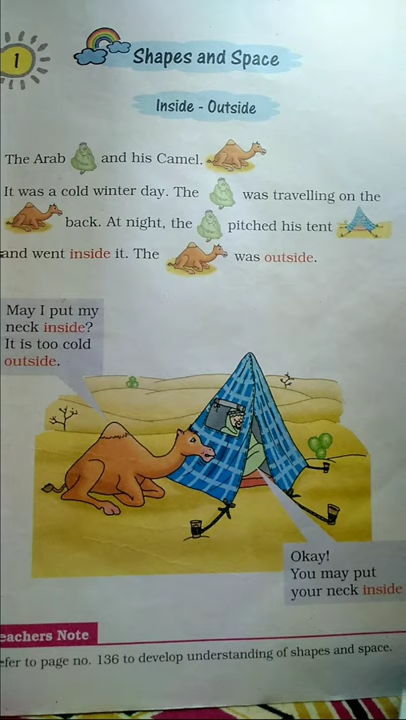 1
Shapes and Space
Inside - Outside
The Arab and his Camel.
It was a cold winter day. The was travelling on the
back. At night, the pitched his tent
and went inside it. The was outside.
May I put my
neck inside?
It is too cold
outside.
Okay!
You may put
your neck inside
eachers Note
efer to page no. 136 to develop understanding of shapes and space.